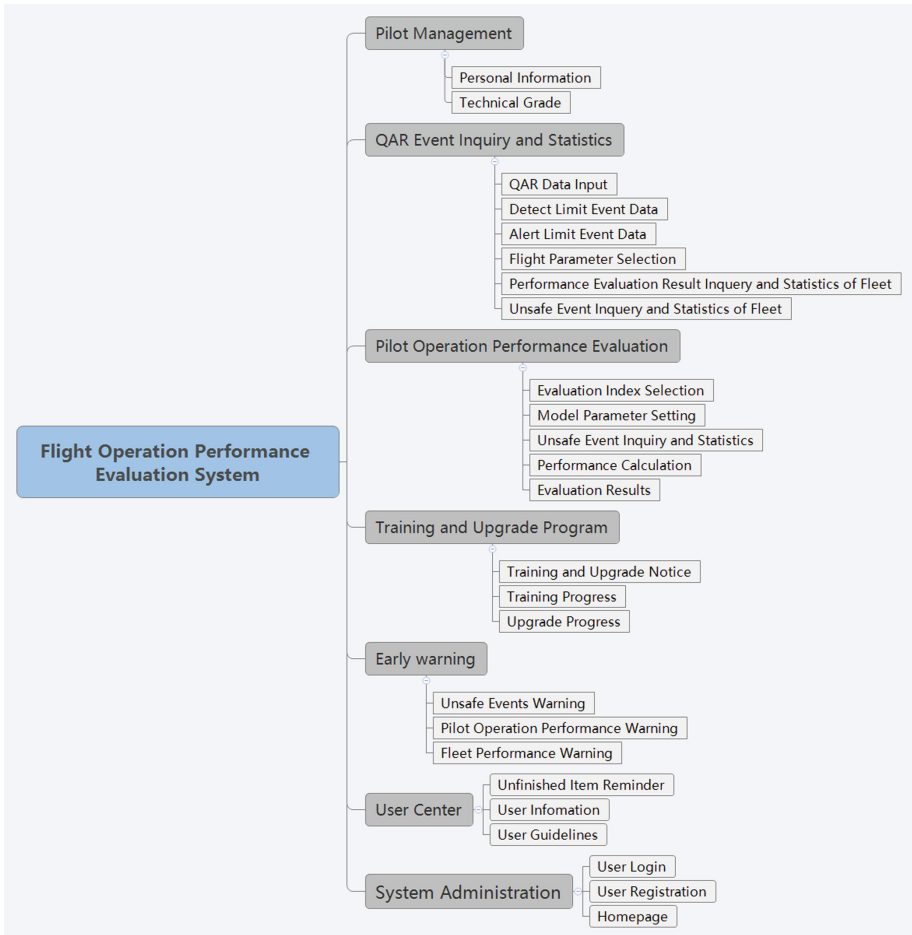 Pilot Management
Personal Information
Technical Grade
QAR Event Inquiry and Statistics
QAR Data Input
Detect Limit Event Data
Alert Limit Event Data
Flight Parameter Selection
Performance Evaluation Result Inquery and Statistics of Fleet
Unsafe Event Inquery and Statistics of Fleet
Pilot Operation Performance Evaluation
Evaluation Index Selection
Model Parameter Setting
Unsafe Event Inquiry and Statistics
Performance Calculation
Evaluation Results
Flight Operation Performance
Evaluation System
Training and Upgrade Program
Training and Upgrade Notice
Training Progress
Upgrade Progress
Early warning
Unsafe Events Warning
Pilot Operation Performance Warning
Fleet Performance Warning
User Center
Unfinished Item Reminder
User Infomation
User Guidelines
System Administration
User Login
User Registration
Homepage